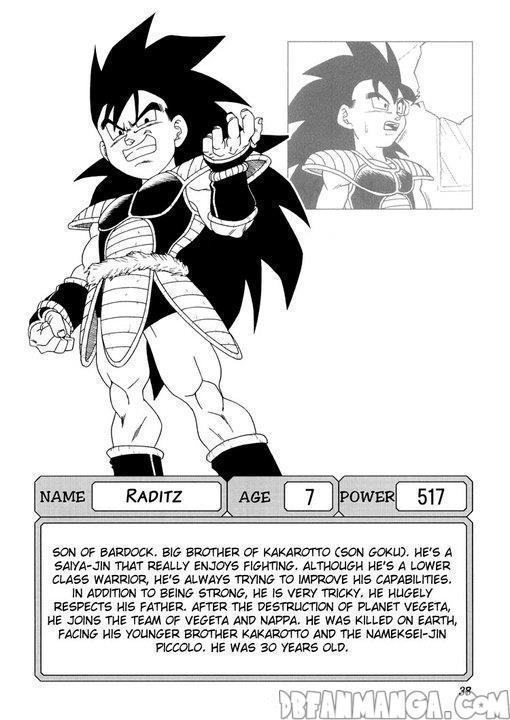 NAME RADITZ AGE 7 POWER 517
SON OF BARDOCK. BIG BROTHER OF KAKAROTTO (SON GOKU). HE'S A
SAIYA-JIN THAT REALLY ENJOYS FIGHTING. ALTHOUGH HE'S A LOWER
CLASS WARRIOR, HE'S ALWAYS TRYING TO IMPROVE HIS CAPABILITIES.
IN ADDITION TO BEING STRONG, HE IS VERY TRICKY. HE HUGELY
RESPECTS HIS FATHER. AFTER THE DESTRUCTION OF PLANET VEGETA,
HE JOINS THE TEAM OF VEGETA AND NAPPA. HE WAS KILLED ON EARTH,
FACING HIS YOUNGER BROTHER KAKAROTTO AND THE NAMEKSEI-JIN
PICCOLO. HE WAS 30 YEARS OLD.
38
DBFANMANGA.COM